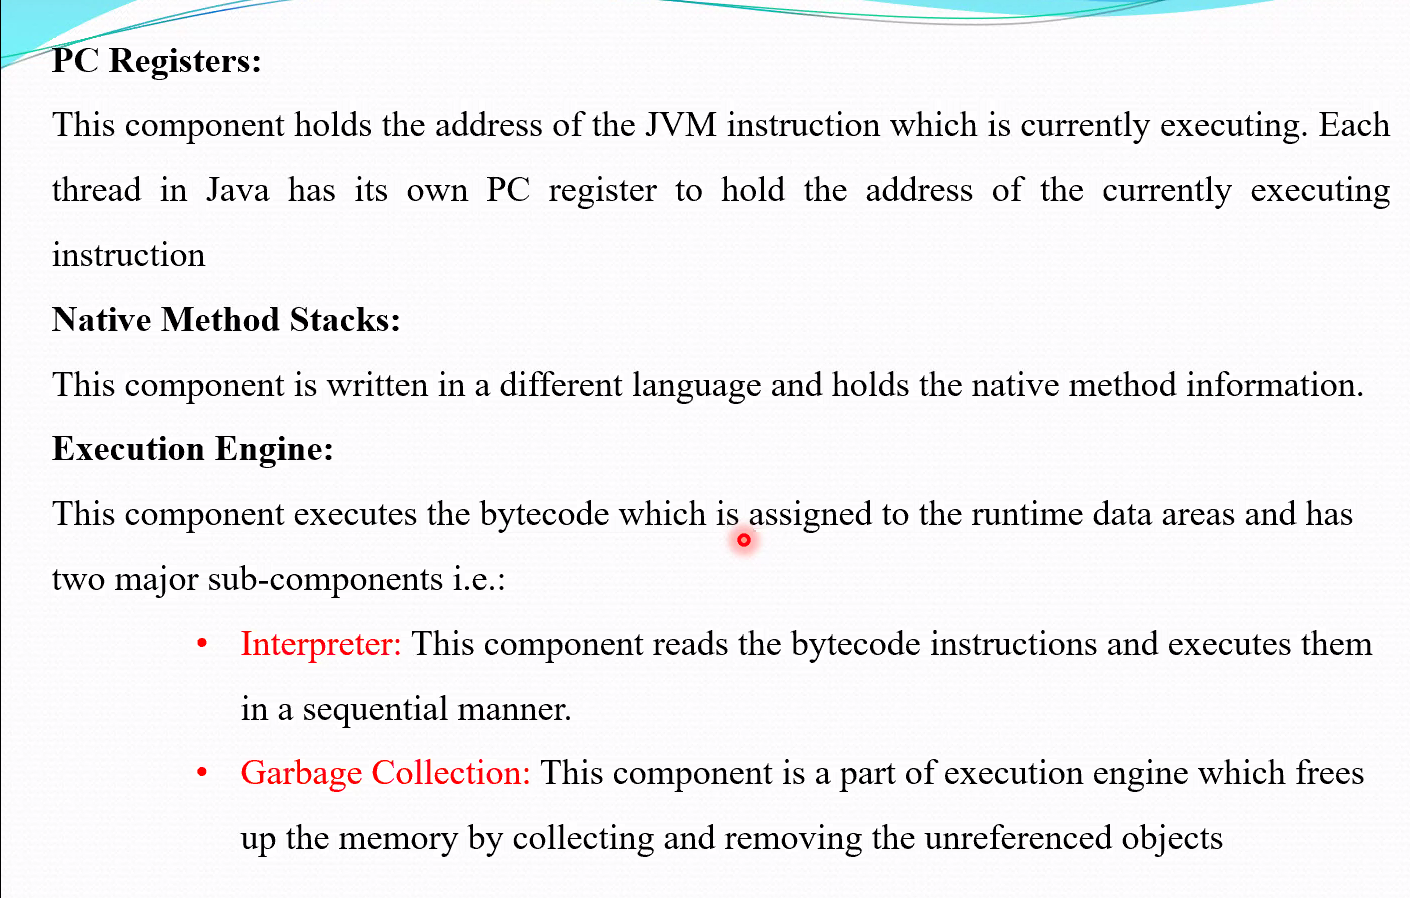 PC Registers:
This component holds the address of the JVM instruction which is currently executing. Each
thread in Java has its own PC register to hold the address of the currently executing
instruction
Native Method Stacks:
This component is written in a different language and holds the native method information.
Execution Engine:
This component executes the bytecode which is assigned to the runtime data areas and has
two major sub-components i.e.:
• Interpreter: This component reads the bytecode instructions and executes them
in a sequential manner.
• Garbage Collection: This component is a part of execution engine which frees
up the memory by collecting and removing the unreferenced objects